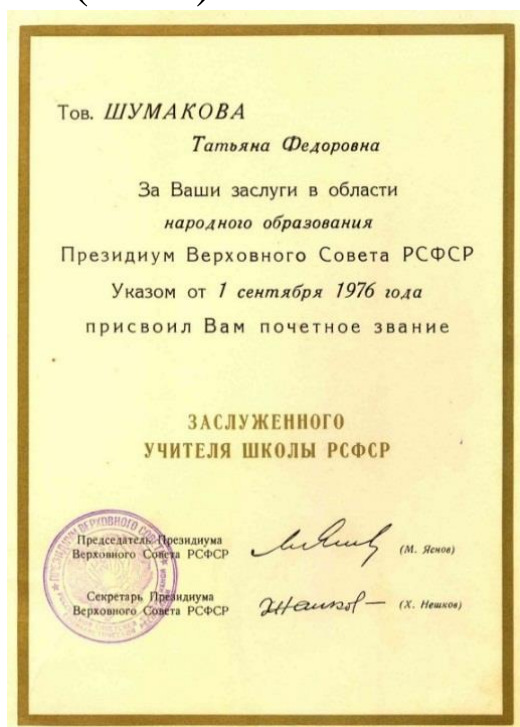 Тов. ШУМАКОВА
Татьяна Федоровна
За Ваши заслуги в области
народного образования
Президиум Верховного Совета РСФСР
Указом от 1 сентября 1976 года
присвоил Вам почетное звание
ЗАСЛУЖЕННОГО
УЧИТЕЛЯ ШКОЛЫ РСФСР
Председатель Президиума
Верховного Совета РСФСР
(М. Яснов)
Секретарь Президиума
Верховного Совета РСФСР
(Х. Нешков)